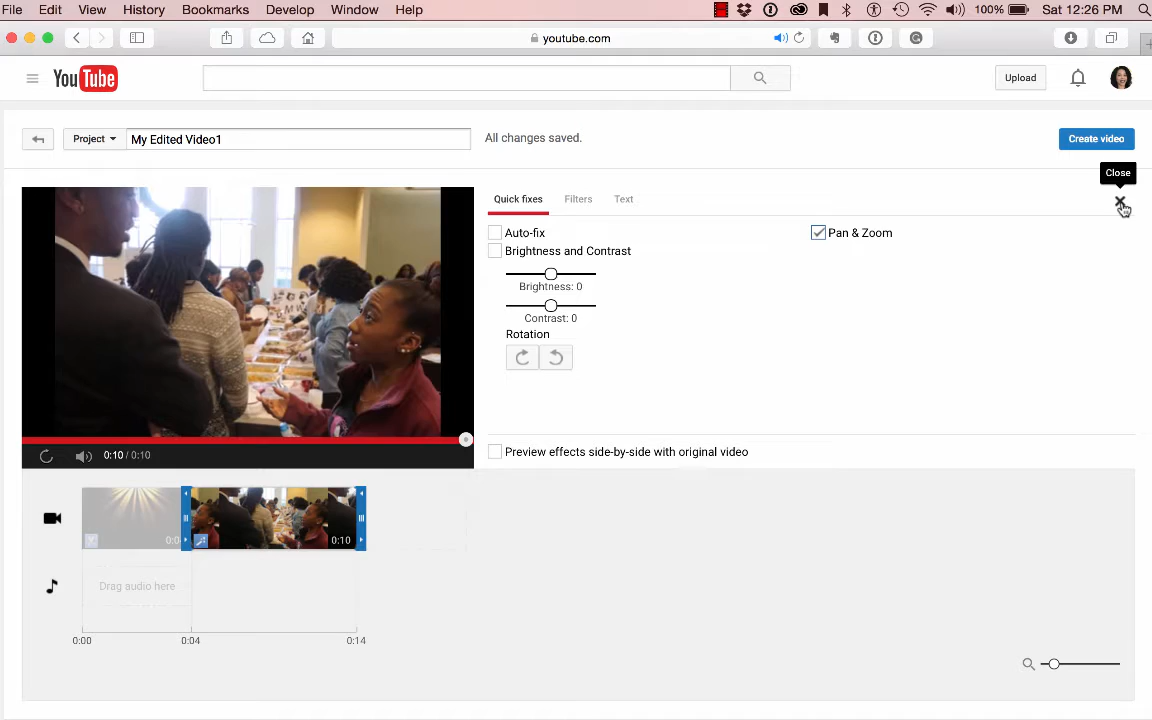 File Edit View History Bookmarks Develop Window Help 100% Sat 12:26 PM
youtube.com
YouTube Upload
Project My Edited Video1 All changes saved. Create video
Close
Quick fixes Filters Text
Auto-fix Pan & Zoom
Brightness and Contrast
Brightness: 0
Contrast: 0
Rotation
0:10 / 0:10
Preview effects side-by-side with original video
0:10
Drag audio here
0:00 0:04 0:14